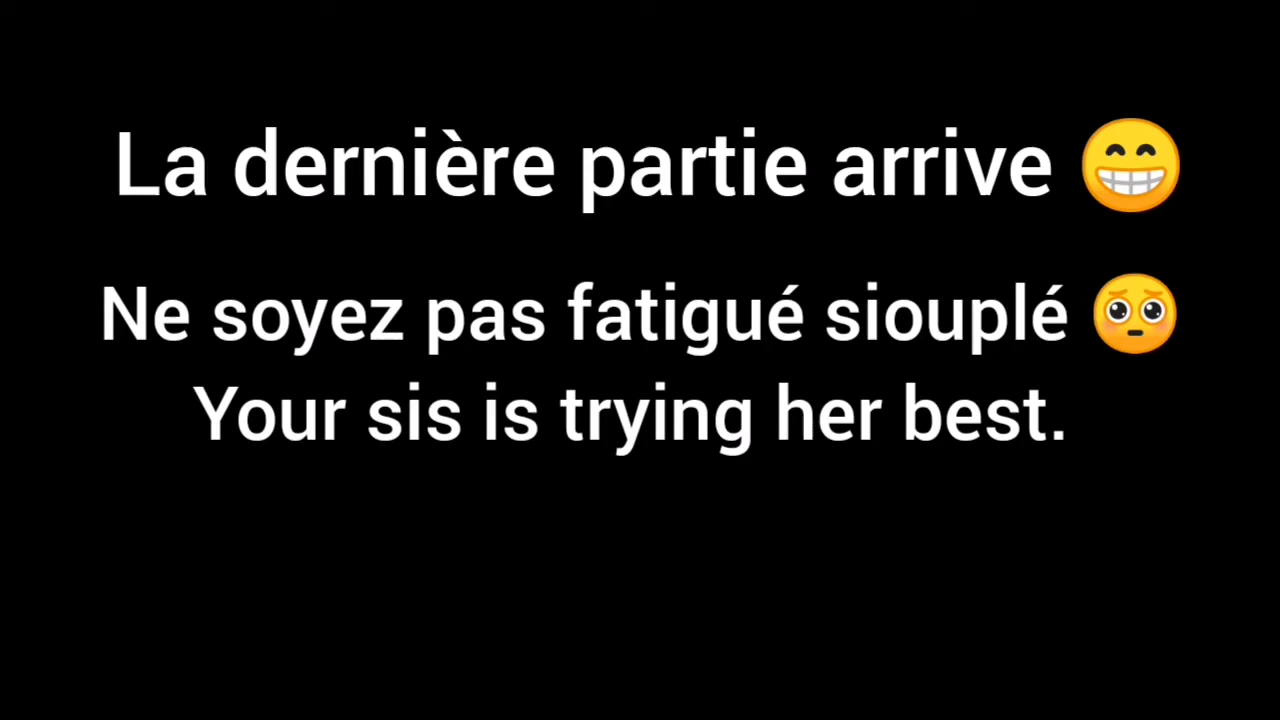 La dernière partie arrive 😁
Ne soyez pas fatigué siouplé 🥺
Your sis is trying her best.